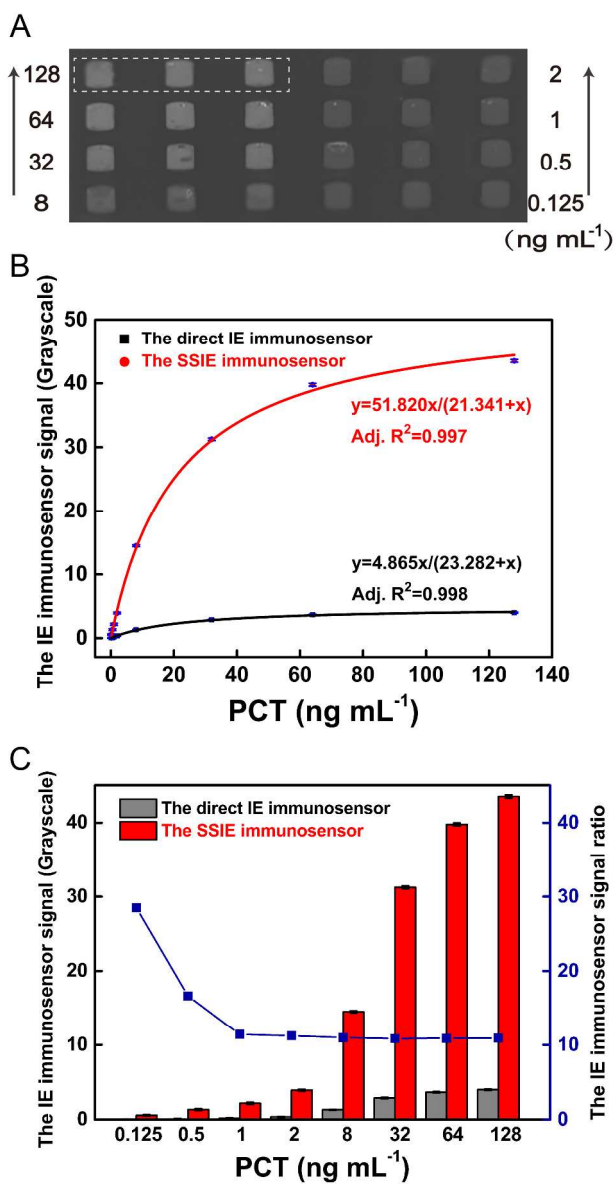 A
128 2
64 1
32 0.5
8 0.125
(ng mL-1)
B
The IE immunosensor signal (Grayscale)
50
40
30
20
10
0
The direct IE immunosensor
The SSIE immunosensor
y=51.820x/(21.341+x)
Adj. R2=0.997
y=4.865x/(23.282+x)
Adj. R2=0.998
0 20 40 60 80 100 120 140
PCT (ng mL-1)
C
The IE immunosensor signal (Grayscale)
40
30
20
10
0
The direct IE immunosensor
The SSIE immunosensor
40
30
20
10
0
The IE immunosensor signal ratio
0.125 0.5 1 2 8 32 64 128
PCT (ng mL-1)